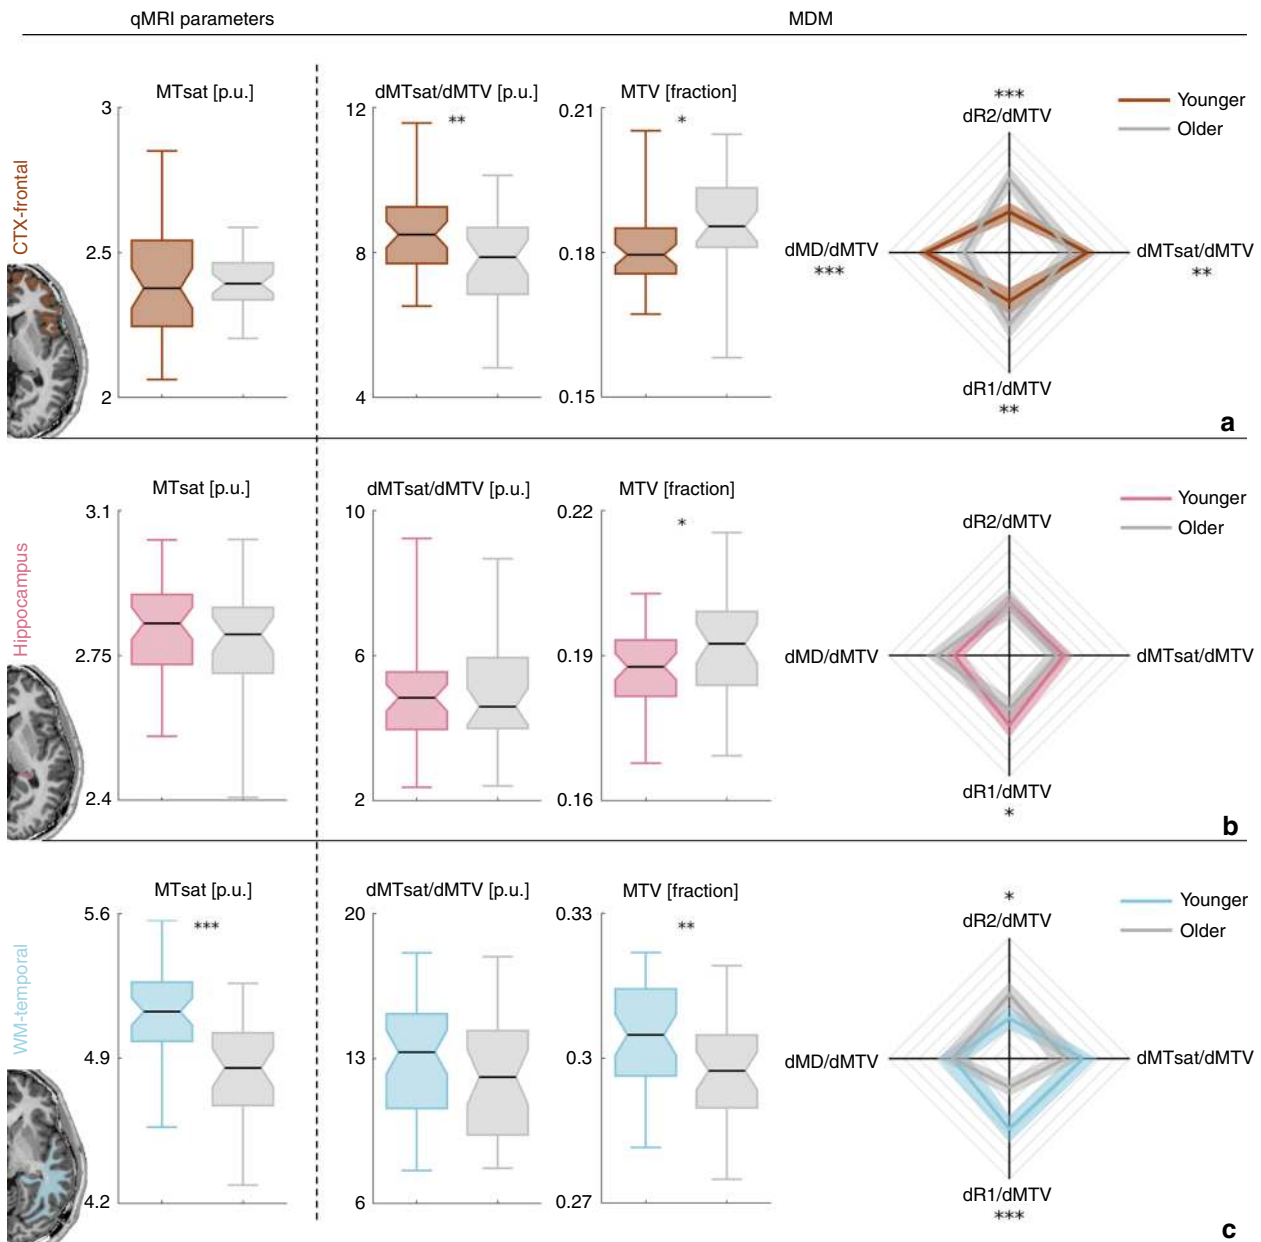 qMRI parameters
MDM
CTX-frontal
MTsat [p.u.]
3
2.5
2
dMTsat/dMTV [p.u.]
**
12
8
4
MTV [fraction]
*
0.21
0.18
0.15
***
dR2/dMTV
dMD/dMTV
***
dMTsat/dMTV
**
dR1/dMTV
**
Younger
Older
a
Hippocampus
MTsat [p.u.]
3.1
2.75
2.4
dMTsat/dMTV [p.u.]
10
6
2
MTV [fraction]
*
0.22
0.19
0.16
dR2/dMTV
dMD/dMTV
dMTsat/dMTV
dR1/dMTV
*
Younger
Older
b
WM-temporal
MTsat [p.u.]
***
5.6
4.9
4.2
dMTsat/dMTV [p.u.]
20
13
6
MTV [fraction]
**
0.33
0.3
0.27
*
dR2/dMTV
dMD/dMTV
dMTsat/dMTV
dR1/dMTV
***
Younger
Older
c